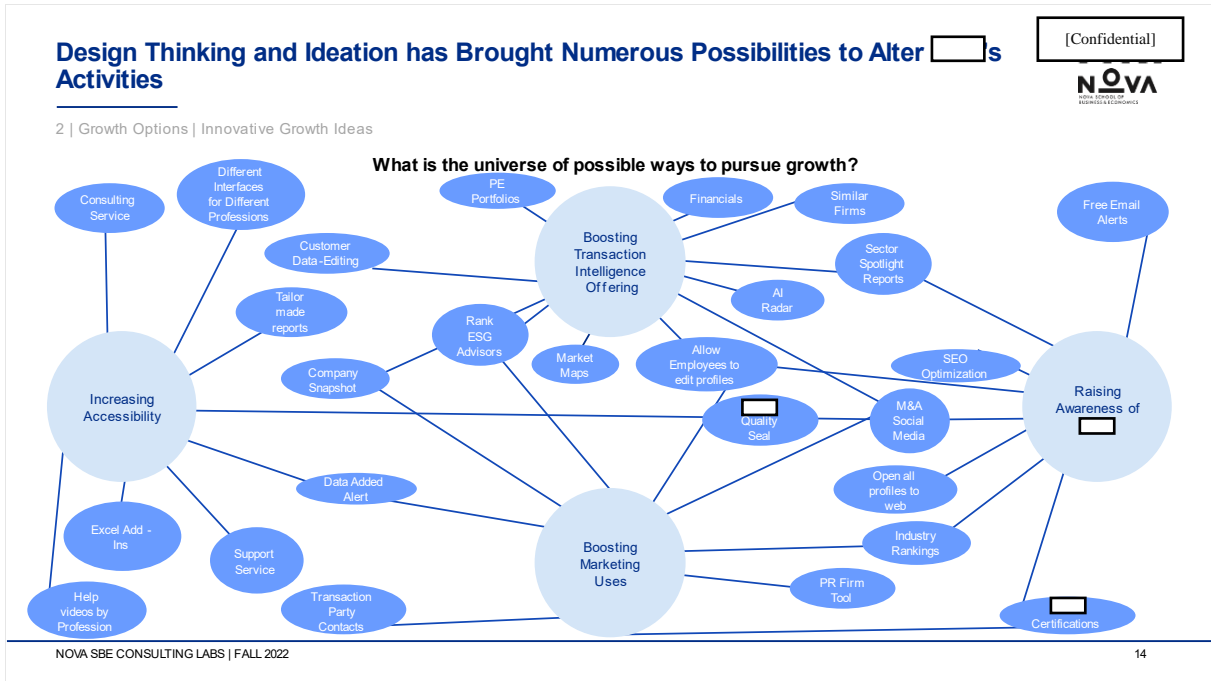 Design Thinking and Ideation has Brought Numerous Possibilities to Alter 's
Activities
[Confidential]
NOVA
NOVA SCHOOL OF
BUSINESS & ECONOMICS
2 | Growth Options | Innovative Growth Ideas
What is the universe of possible ways to pursue growth?
Consulting
Service
Different
Interfaces
for Different
Professions
PE
Portfolios
Financials
Similar
Firms
Free Email
Alerts
Customer
Data-Editing
Boosting
Transaction
Intelligence
Offering
Sector
Spotlight
Reports
Tailor
made
reports
AI
Radar
Rank
ESG
Advisors
Market
Maps
Allow
Employees to
edit profiles
SEO
Optimization
Company
Snapshot
Increasing
Accessibility
Quality
Seal
M&A
Social
Media
Raising
Awareness of
Data Added
Alert
Open all
profiles to
web
Excel Add -
Ins
Support
Service
Boosting
Marketing
Uses
Industry
Rankings
PR Firm
Tool
Help
videos by
Profession
Transaction
Party
Contacts
Certifications
NOVA SBE CONSULTING LABS | FALL 2022
14